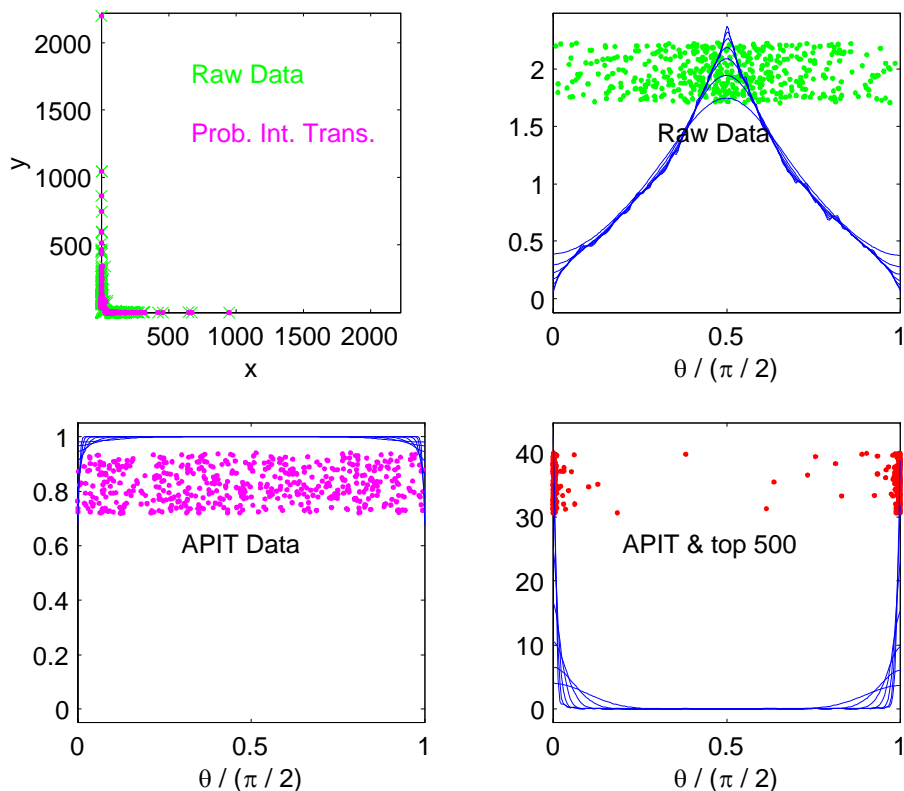 2000
1500
1000
500
y
Raw Data
Prob. Int. Trans.
500 1000 1500 2000
x
2
1.5
1
0.5
0
Raw Data
0 0.5 1
θ / (π / 2)
1
0.8
0.6
0.4
0.2
0
APIT Data
0 0.5 1
θ / (π / 2)
40
30
20
10
0
APIT & top 500
0 0.5 1
θ / (π / 2)